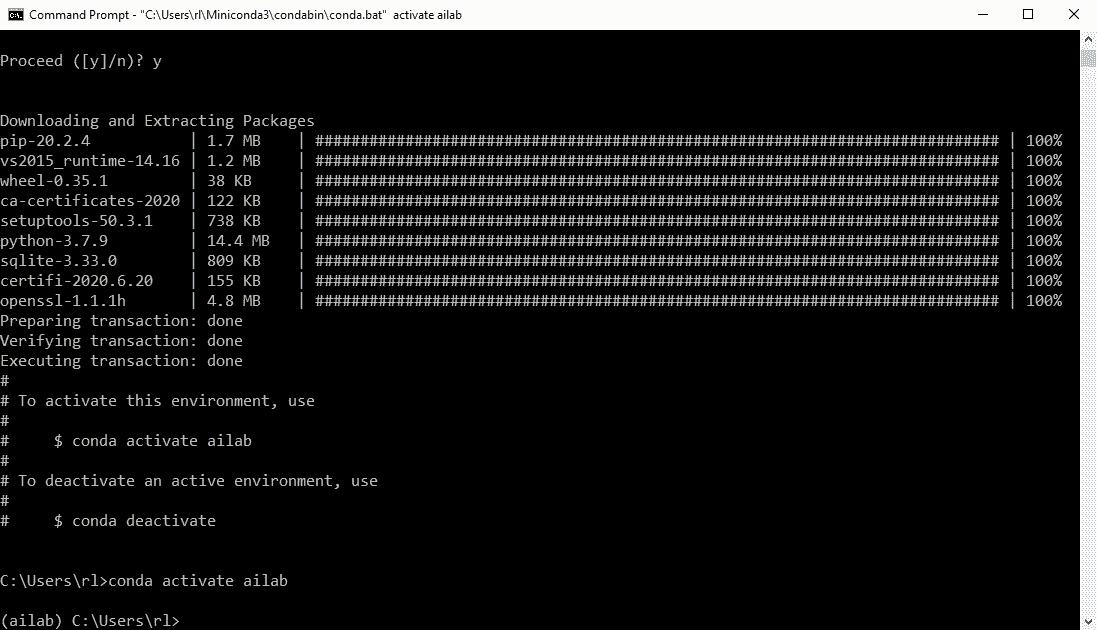 Command Prompt - "C:\Users\rl\Miniconda3\condabin\conda.bat"  activate ailab
Proceed ([y]/n)? y
Downloading and Extracting Packages
pip-20.2.4           | 1.7 MB    | ############################################################################ | 100%
vs2015_runtime-14.16 | 1.2 MB    | ############################################################################ | 100%
wheel-0.35.1         | 38 KB     | ############################################################################ | 100%
ca-certificates-2020 | 122 KB    | ############################################################################ | 100%
setuptools-50.3.1    | 738 KB    | ############################################################################ | 100%
python-3.7.9         | 14.4 MB   | ############################################################################ | 100%
sqlite-3.33.0        | 809 KB    | ############################################################################ | 100%
certifi-2020.6.20    | 155 KB    | ############################################################################ | 100%
openssl-1.1.1h       | 4.8 MB    | ############################################################################ | 100%
Preparing transaction: done
Verifying transaction: done
Executing transaction: done
#
# To activate this environment, use
#
#     $ conda activate ailab
#
# To deactivate an active environment, use
#
#     $ conda deactivate
C:\Users\rl>conda activate ailab
(ailab) C:\Users\rl>